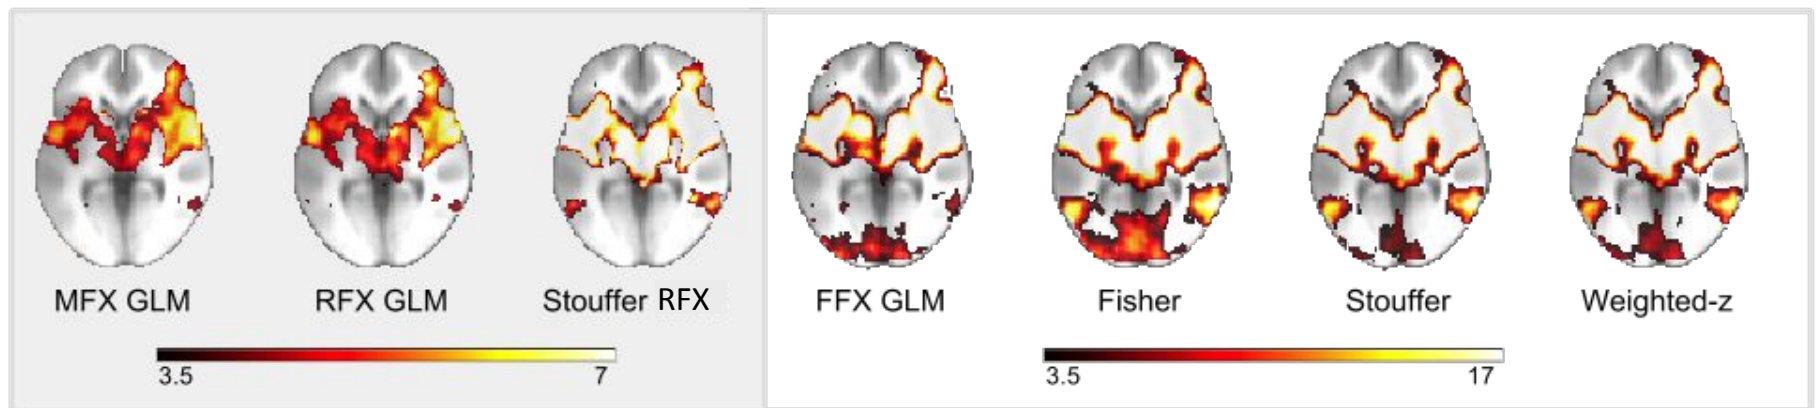 MFX GLM
RFX GLM
Stouffer RFX
3.5
7
FFX GLM
Fisher
Stouffer
Weighted-z
3.5
17